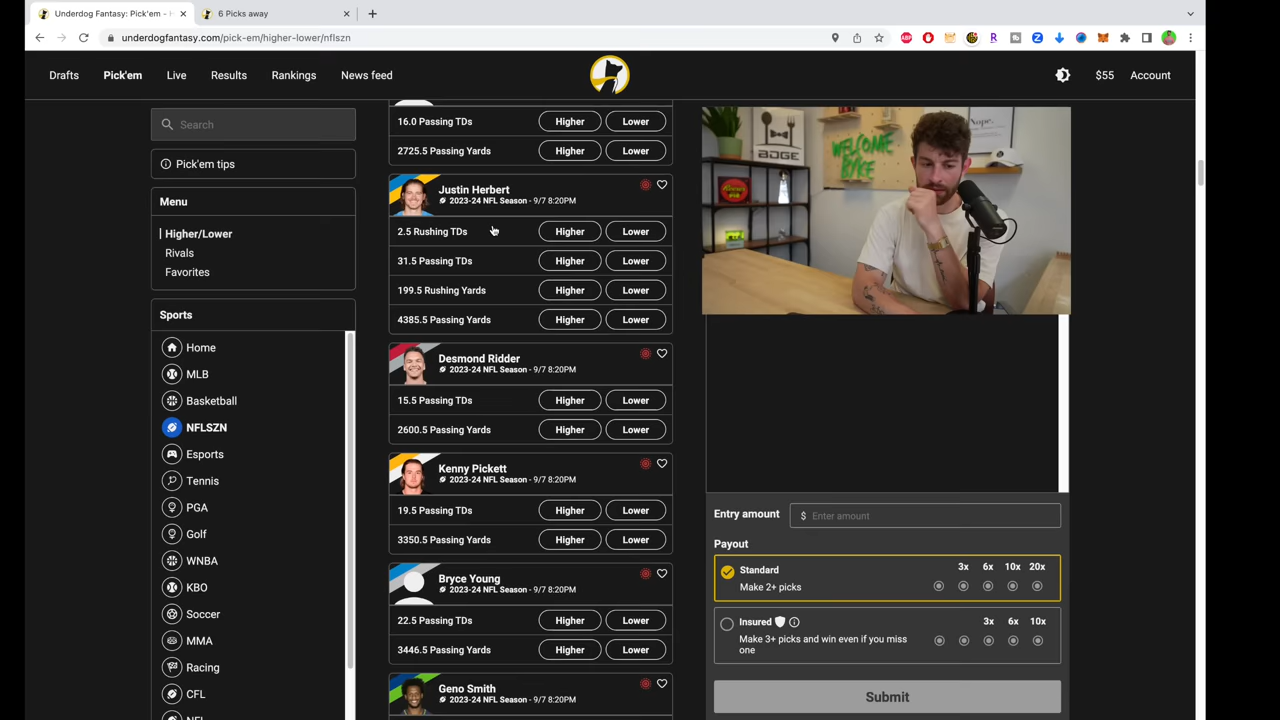 Underdog Fantasy: Pick'em - H
6 Picks away
underdogfantasy.com/pick-em/higher-lower/nflszn
Drafts Pick'em Live Results Rankings News feed $55 Account
Search
Pick'em tips
Menu
Higher/Lower
Rivals
Favorites
Sports
Home
MLB
Basketball
NFLSZN
Esports
Tennis
PGA
Golf
WNBA
KBO
Soccer
MMA
Racing
CFL
16.0 Passing TDs Higher Lower
2725.5 Passing Yards Higher Lower
Justin Herbert
2023-24 NFL Season - 9/7 8:20PM
2.5 Rushing TDs Higher Lower
31.5 Passing TDs Higher Lower
199.5 Rushing Yards Higher Lower
4385.5 Passing Yards Higher Lower
Desmond Ridder
2023-24 NFL Season - 9/7 8:20PM
15.5 Passing TDs Higher Lower
2600.5 Passing Yards Higher Lower
Kenny Pickett
2023-24 NFL Season - 9/7 8:20PM
19.5 Passing TDs Higher Lower
3350.5 Passing Yards Higher Lower
Bryce Young
2023-24 NFL Season - 9/7 8:20PM
22.5 Passing TDs Higher Lower
3446.5 Passing Yards Higher Lower
Geno Smith
2023-24 NFL Season - 9/7 8:20PM
BDGE
WELCOME
Nope.
Entry amount $ Enter amount
Payout
Standard 3x 6x 10x 20x
Make 2+ picks
Insured 3x 6x 10x
Make 3+ picks and win even if you miss
one
Submit